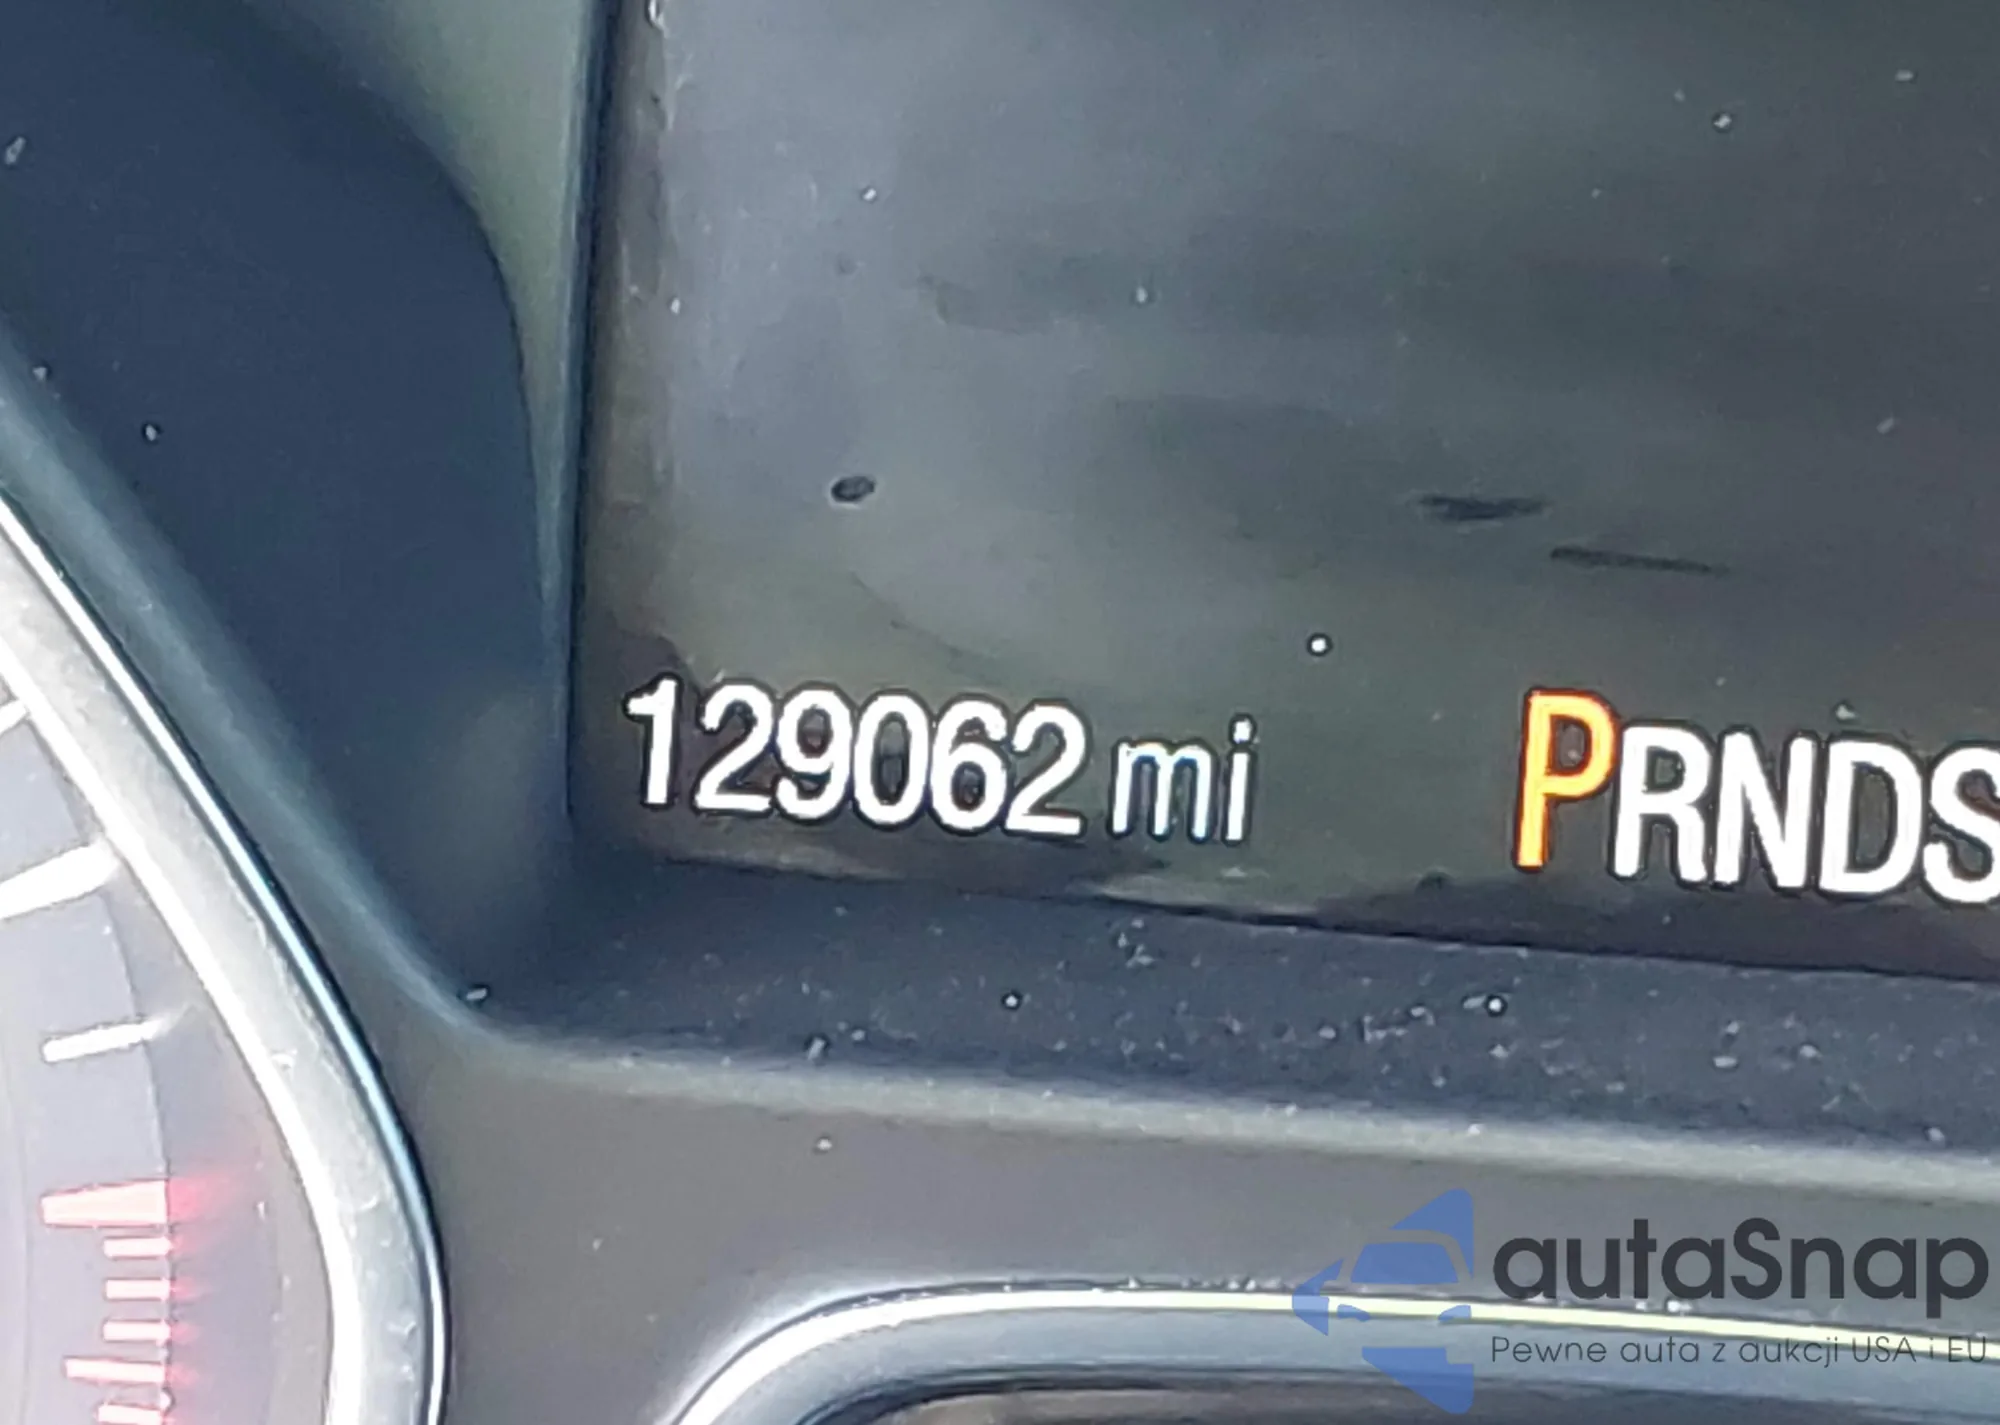 129062 mi PRNDS
autaSnap
Pewne auta z aukcji USA i EU